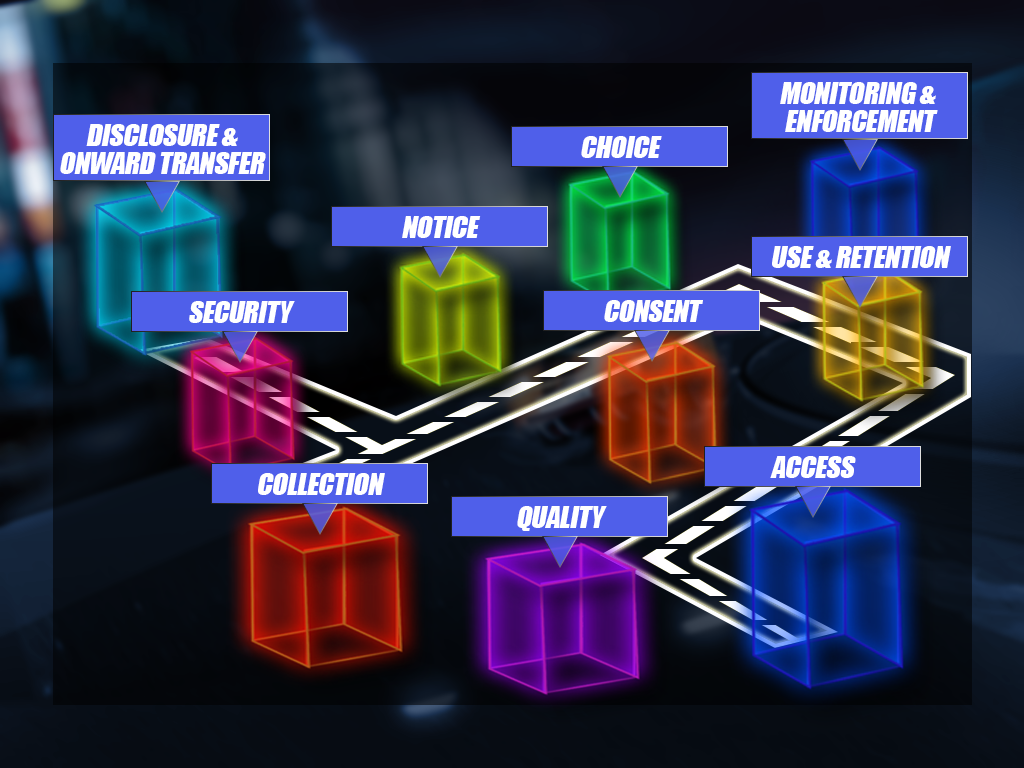 MONITORING &
ENFORCEMENT
DISCLOSURE &
ONWARD TRANSFER
CHOICE
NOTICE
USE & RETENTION
SECURITY
CONSENT
ACCESS
COLLECTION
QUALITY